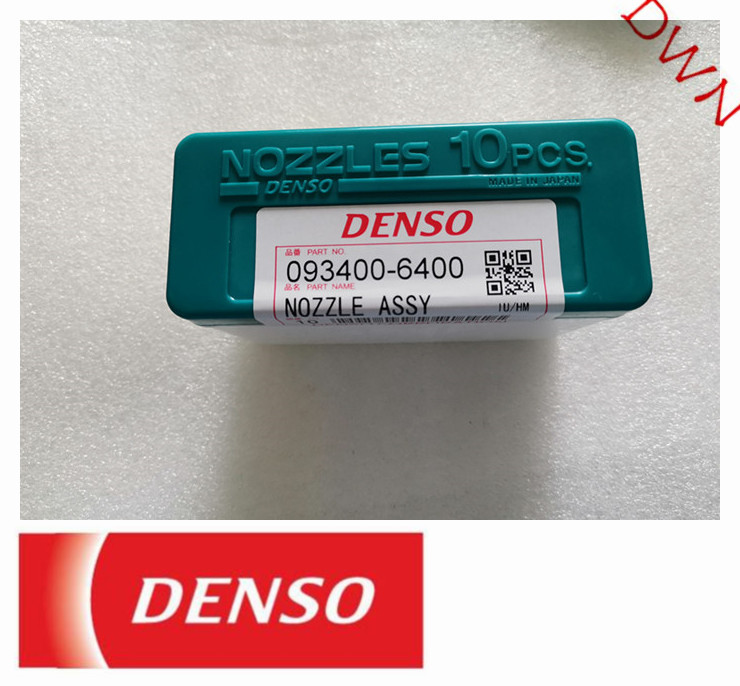 DWN
NOZZLES 10PCS.
DENSO
MADE IN JAPAN
DENSO
品番 PART NO.
093400-6400
品名 PART NAME
NOZZLE ASSY
1U/HM
10
DENSO